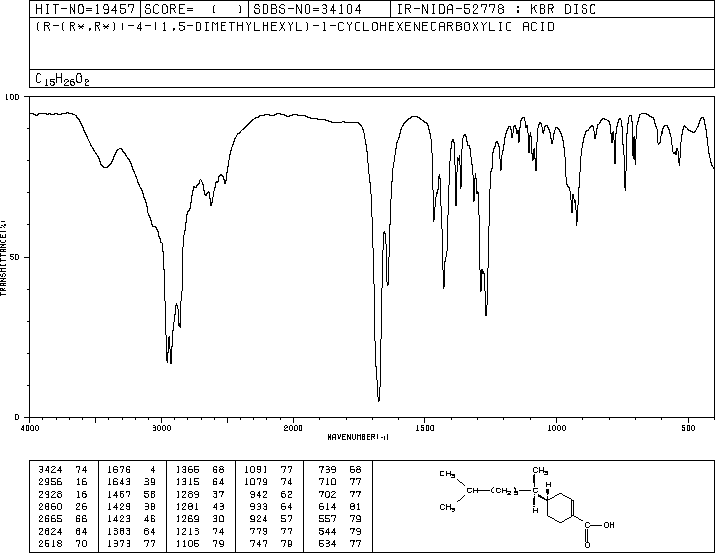 HIT-NO=19457 SCORE= ( ) SDBS-NO=34104 IR-NIDA-52778 : KBR DISC
(R-(R*,R*))-4-(1,5-DIMETHYLHEXYL)-1-CYCLOHEXENECARBOXYLIC ACID
C15H26O2
100
TRANSMITTANCE(%)
50
0
4000 3000 2000 1500 1000 500
WAVENUMBER(-1)
3424 74 1676 4 1366 68 1091 77 739 68
2956 16 1643 39 1315 64 1079 74 710 77
2928 16 1467 58 1289 37 942 62 702 77
2860 26 1429 38 1281 43 933 64 614 81
2665 66 1423 46 1269 30 924 57 557 79
2624 64 1383 64 1213 74 779 77 544 79
2518 70 1373 77 1106 79 747 79 534 77
CH3 CH3
CH (CH2)3 C H
CH3 H
C OH
O